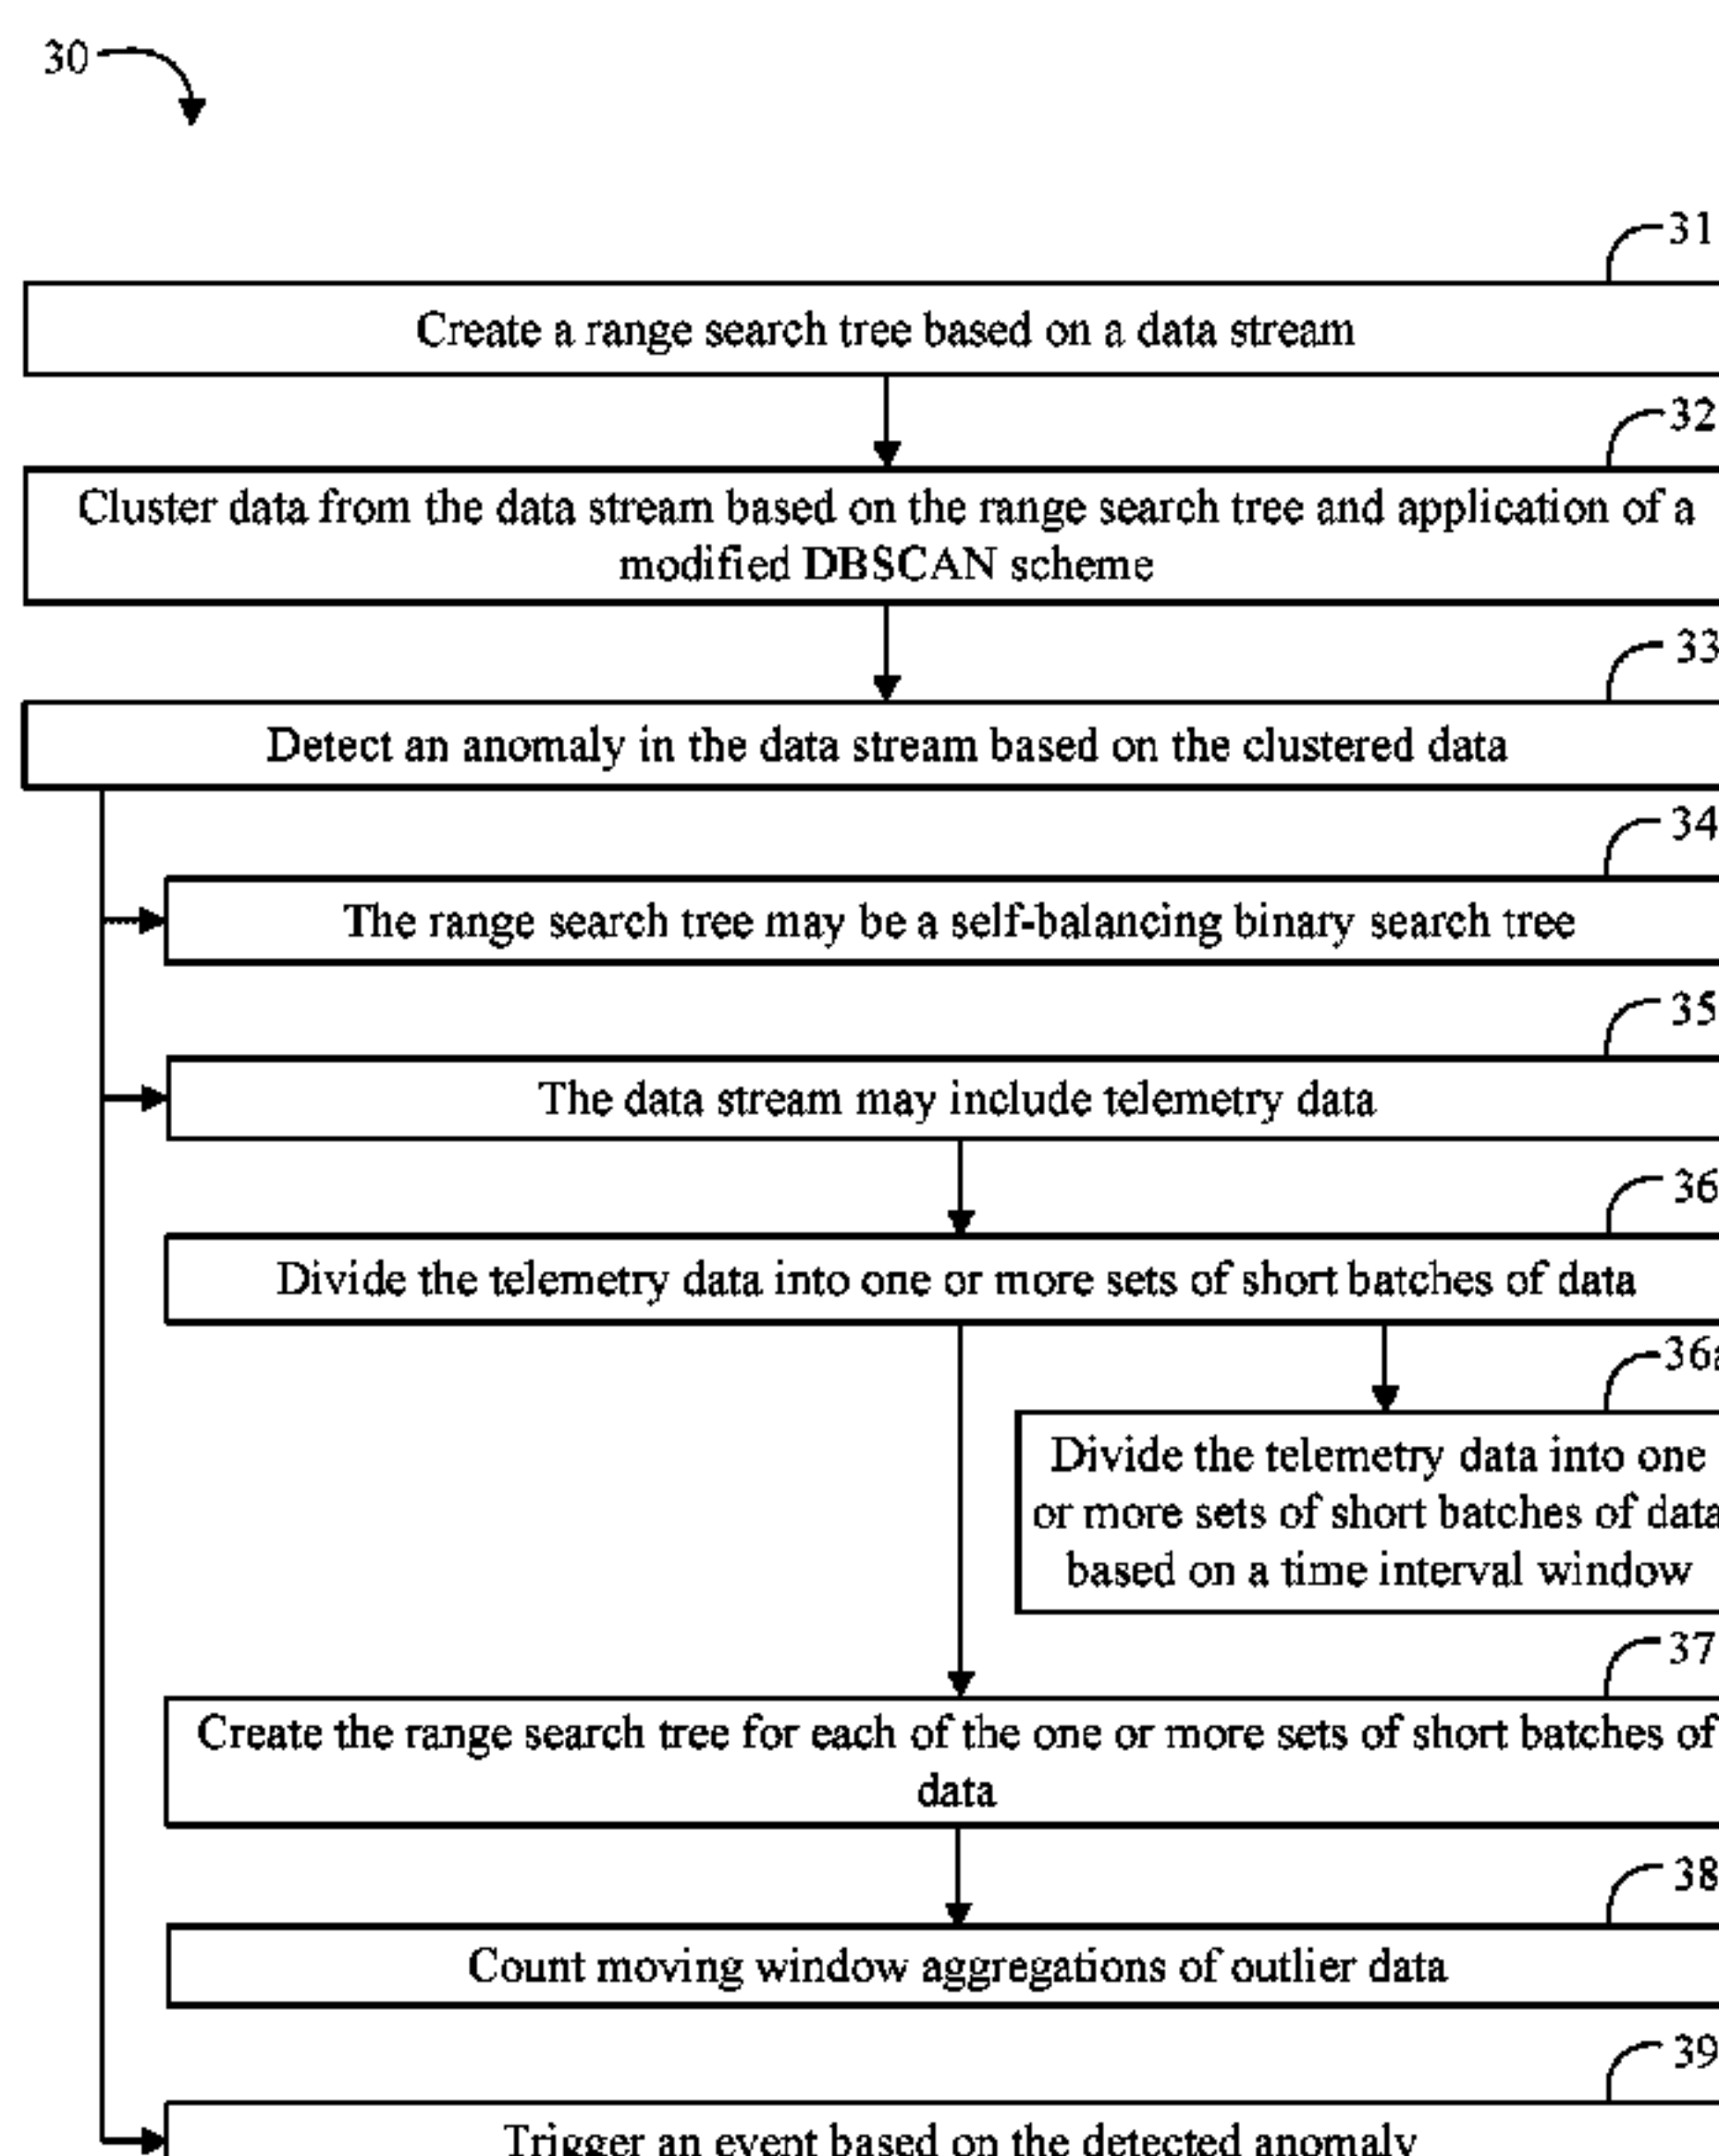 30
31
Create a range search tree based on a data stream
32
Cluster data from the data stream based on the range search tree and application of a
modified DBSCAN scheme
33
Detect an anomaly in the data stream based on the clustered data
34
The range search tree may be a self-balancing binary search tree
35
The data stream may include telemetry data
36
Divide the telemetry data into one or more sets of short batches of data
36a
Divide the telemetry data into one
or more sets of short batches of data
based on a time interval window
37
Create the range search tree for each of the one or more sets of short batches of
data
38
Count moving window aggregations of outlier data
39
Trigger an event based on the detected anomaly